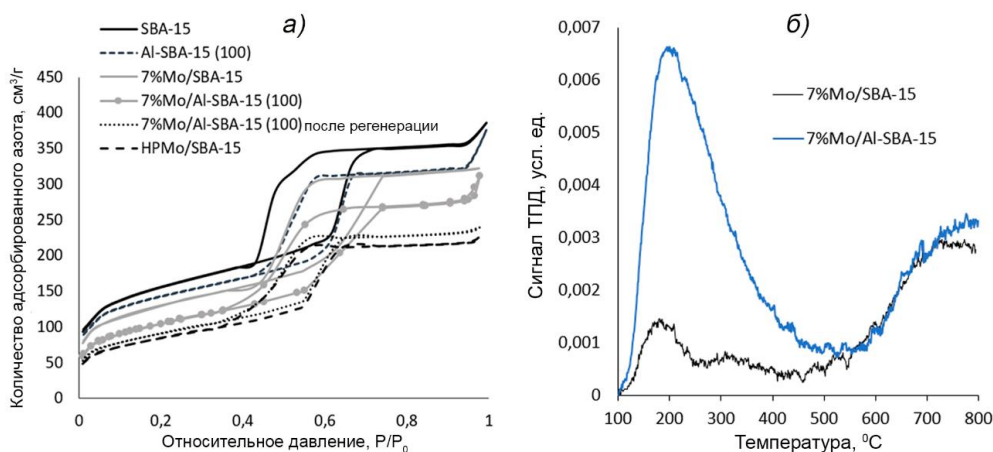 а)
SBA-15
Al-SBA-15 (100)
7%Mo/SBA-15
7%Mo/Al-SBA-15 (100)
7%Mo/Al-SBA-15 (100) после регенерации
HPMo/SBA-15
Количество адсорбированного азота, см³/г
450
400
350
300
250
200
150
100
50
0
0 0,2 0,4 0,6 0,8 1
Относительное давление, P/P₀
б)
7%Mo/SBA-15
7%Mo/Al-SBA-15
Сигнал ТПД, усл. ед.
0,007
0,006
0,005
0,004
0,003
0,002
0,001
0
100 200 300 400 500 600 700 800
Температура, ⁰С